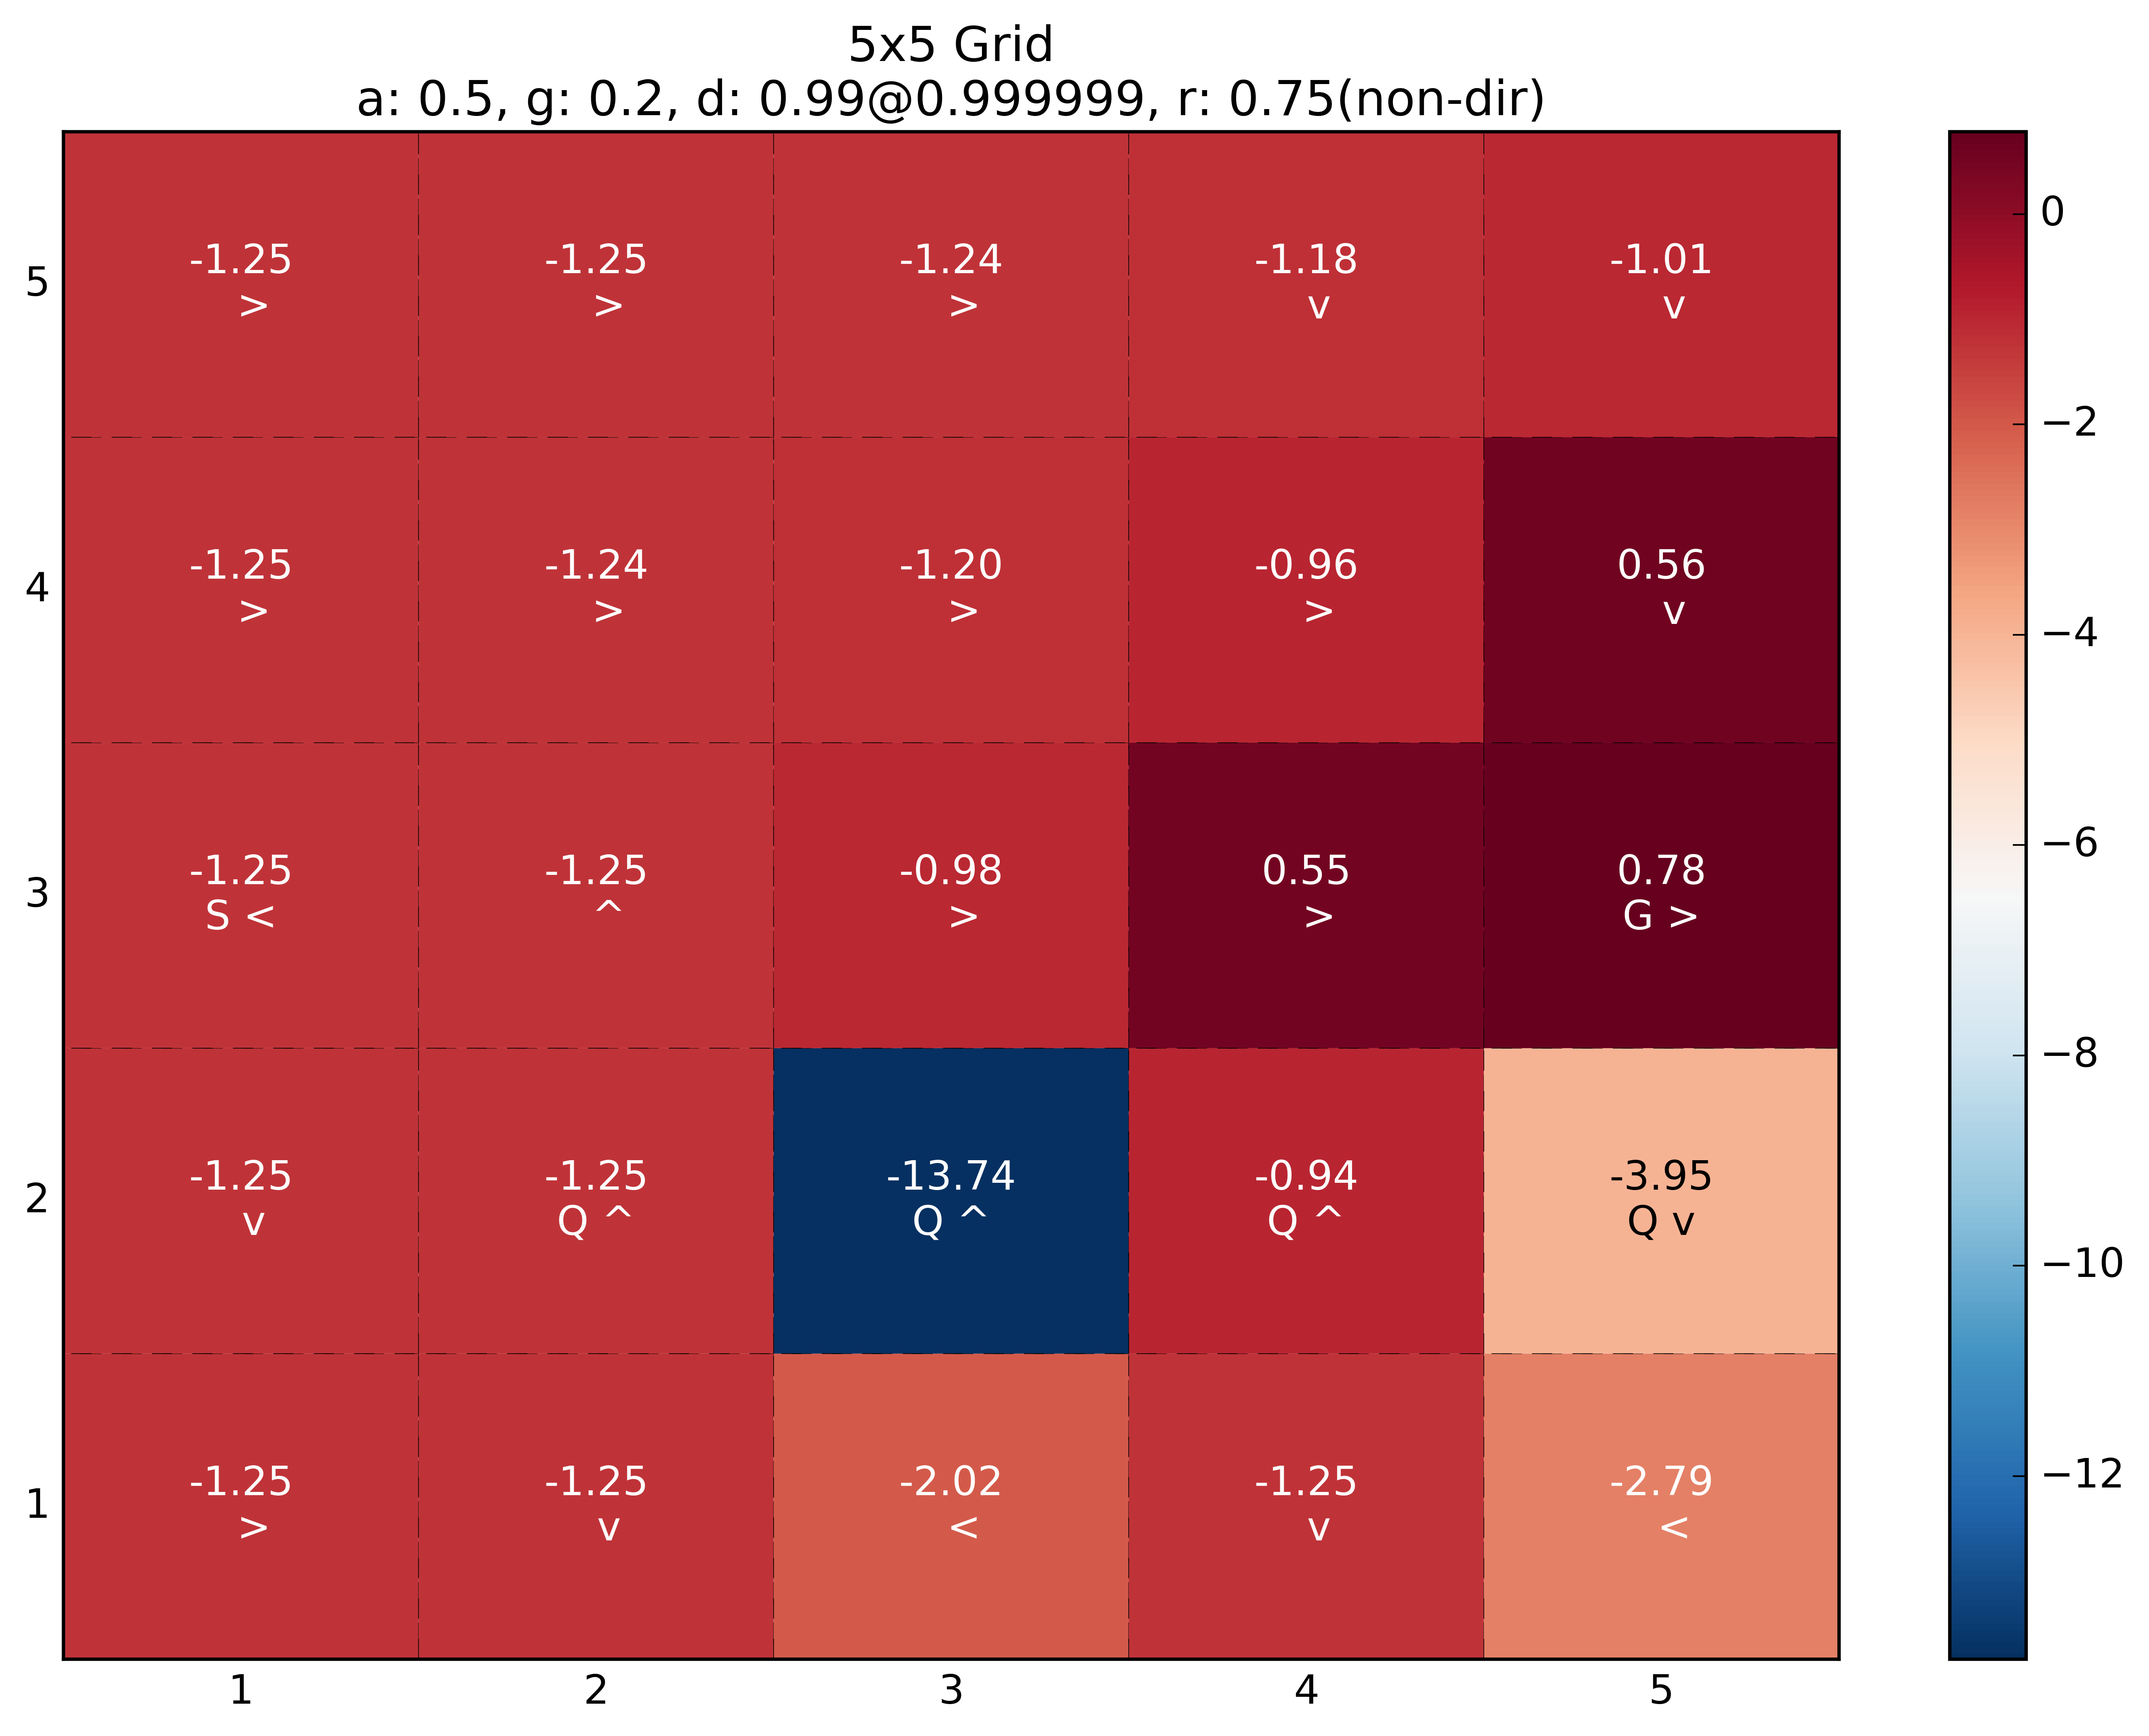 5x5 Grid
a: 0.5, g: 0.2, d: 0.99@0.999999, r: 0.75(non-dir)
5
-1.25 -1.25 -1.24 -1.18 -1.01
> > > v v
4
-1.25 -1.24 -1.20 -0.96 0.56
> > > > v
3
-1.25 -1.25 -0.98 0.55 0.78
S < ^ > > G >
2
-1.25 -1.25 -13.74 -0.94 -3.95
v Q ^ Q ^ Q ^ Q v
1
-1.25 -1.25 -2.02 -1.25 -2.79
> v < v <
1 2 3 4 5
0
−2
−4
−6
−8
−10
−12